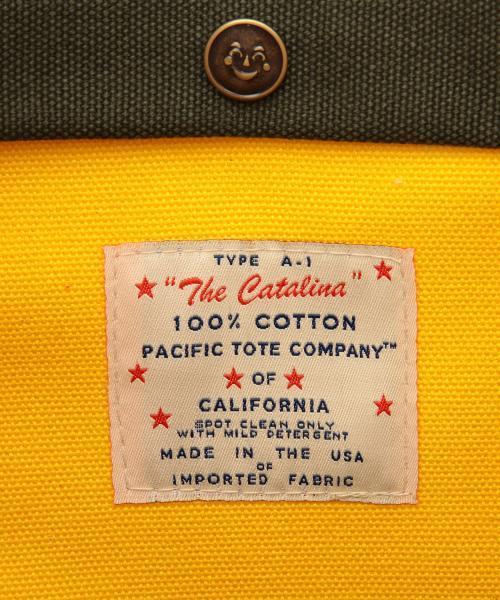 TYPE A-1
"The Catalina"
100% COTTON
PACIFIC TOTE COMPANY™
OF
CALIFORNIA
SPOT CLEAN ONLY
WITH MILD DETERGENT
MADE IN THE USA
OF
IMPORTED FABRIC